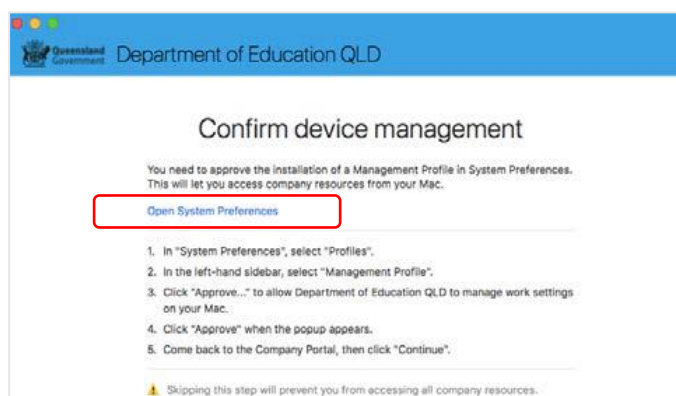 Queensland
Government
Department of Education QLD
Confirm device management
You need to approve the installation of a Management Profile in System Preferences.
This will let you access company resources from your Mac.
Open System Preferences
1. In "System Preferences", select "Profiles".
2. In the left-hand sidebar, select "Management Profile".
3. Click "Approve..." to allow Department of Education QLD to manage work settings
on your Mac.
4. Click "Approve" when the popup appears.
5. Come back to the Company Portal, then click "Continue".
Skipping this step will prevent you from accessing all company resources.